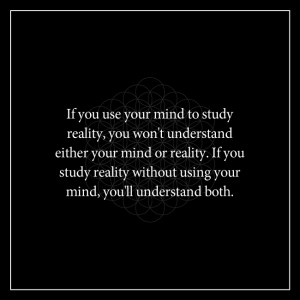 If you use your mind to study
reality, you won't understand
either your mind or reality. If you
study reality without using your
mind, you'll understand both.